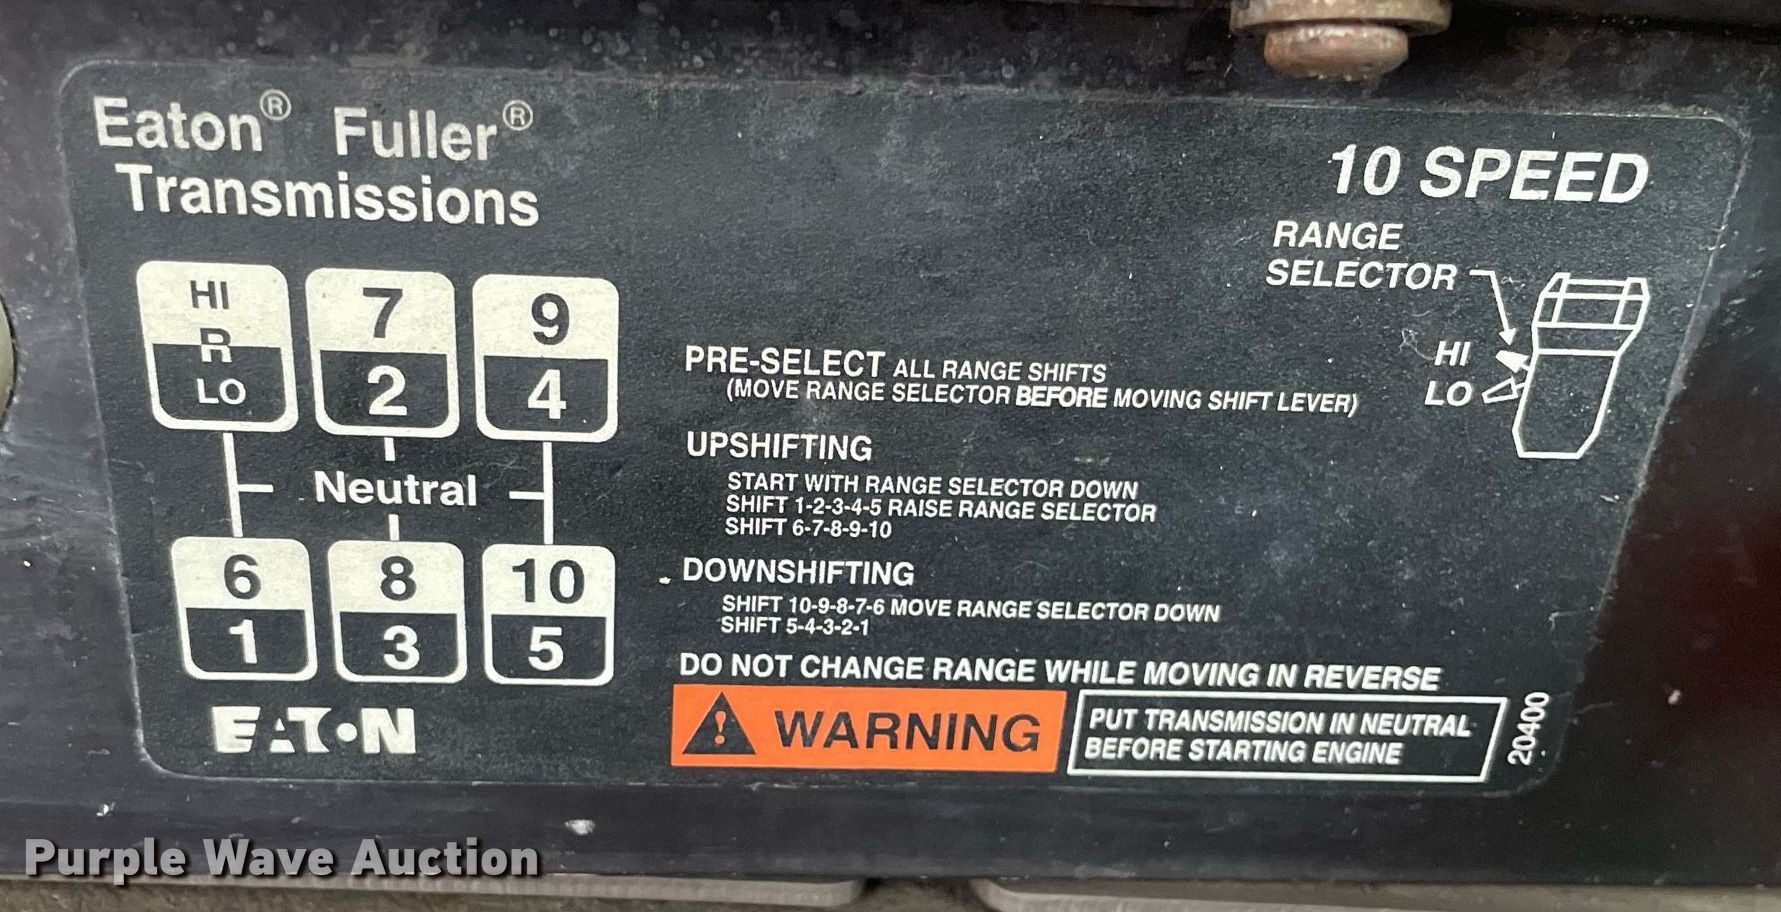 Eaton® Fuller®
Transmissions
10 SPEED
RANGE
SELECTOR
HI
LO
HI
R
LO
7
2
9
4
Neutral
6
1
8
3
10
5
EATON
PRE-SELECT ALL RANGE SHIFTS
(MOVE RANGE SELECTOR BEFORE MOVING SHIFT LEVER)
UPSHIFTING
START WITH RANGE SELECTOR DOWN
SHIFT 1-2-3-4-5 RAISE RANGE SELECTOR
SHIFT 6-7-8-9-10
DOWNSHIFTING
SHIFT 10-9-8-7-6 MOVE RANGE SELECTOR DOWN
SHIFT 5-4-3-2-1
DO NOT CHANGE RANGE WHILE MOVING IN REVERSE
WARNING
PUT TRANSMISSION IN NEUTRAL
BEFORE STARTING ENGINE
20400
Purple Wave Auction